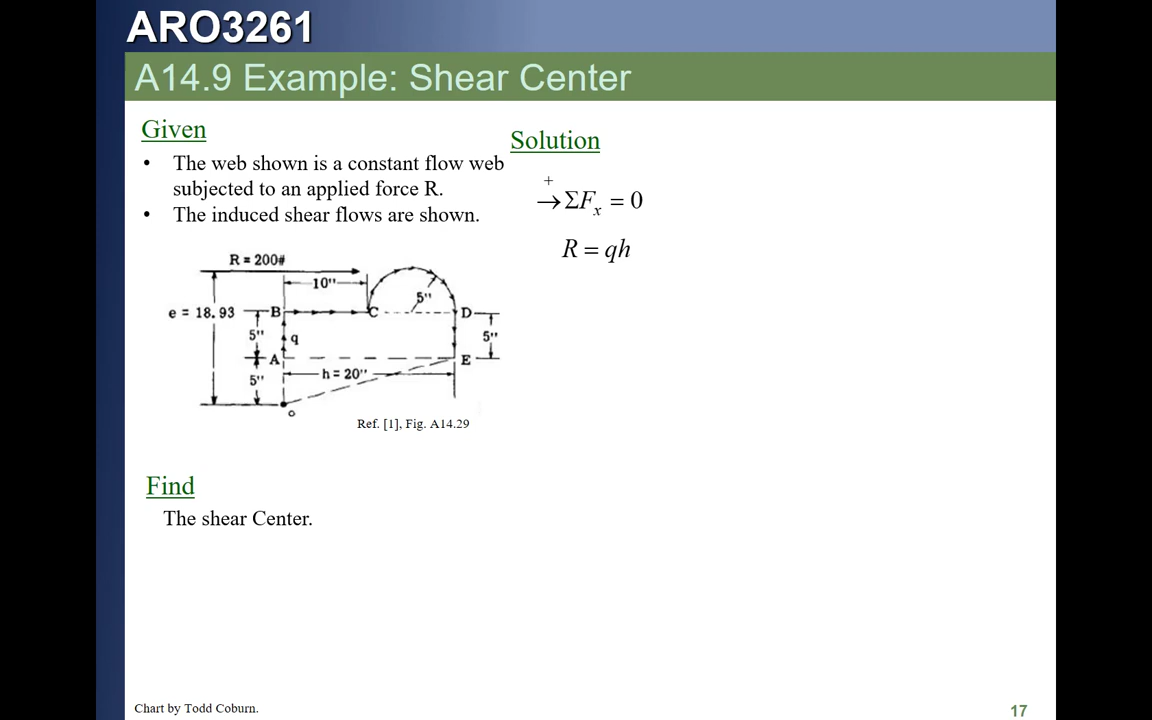 ARO3261
A14.9 Example: Shear Center
Given
• The web shown is a constant flow web
subjected to an applied force R.
• The induced shear flows are shown.
R = 200#
10"
5"
e = 18.93
B
C
D
5"
q
5"
A
E
5"
h = 20"
o
Ref. [1], Fig. A14.29
Find
The shear Center.
Solution
+
→ΣFx = 0
R = qh
Chart by Todd Coburn.
17